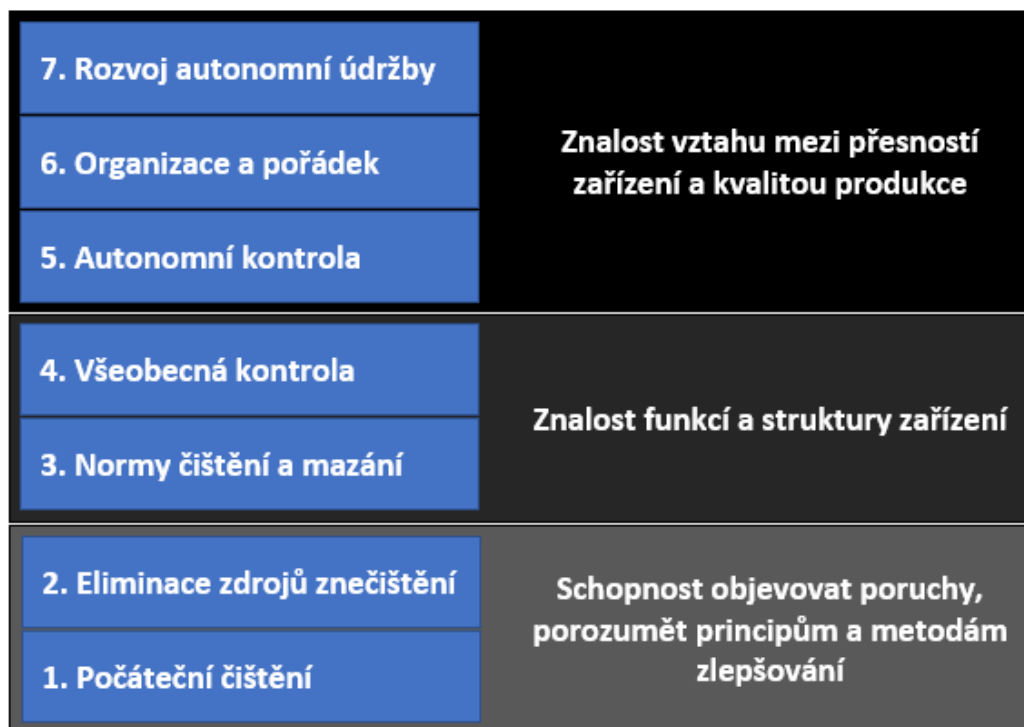 7. Rozvoj autonomní údržby
6. Organizace a pořádek
5. Autonomní kontrola
Znalost vztahu mezi přesností
zařízení a kvalitou produkce
4. Všeobecná kontrola
3. Normy čištění a mazání
Znalost funkcí a struktury zařízení
2. Eliminace zdrojů znečištění
1. Počáteční čištění
Schopnost objevovat poruchy,
porozumět principům a metodám
zlepšování